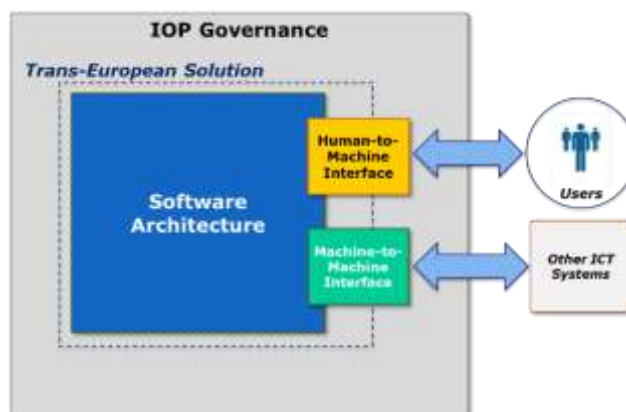 IOP Governance
Trans-European Solution
Human-to-
Machine
Interface
Users
Software
Architecture
Machine-to-
Machine
Interface
Other ICT
Systems